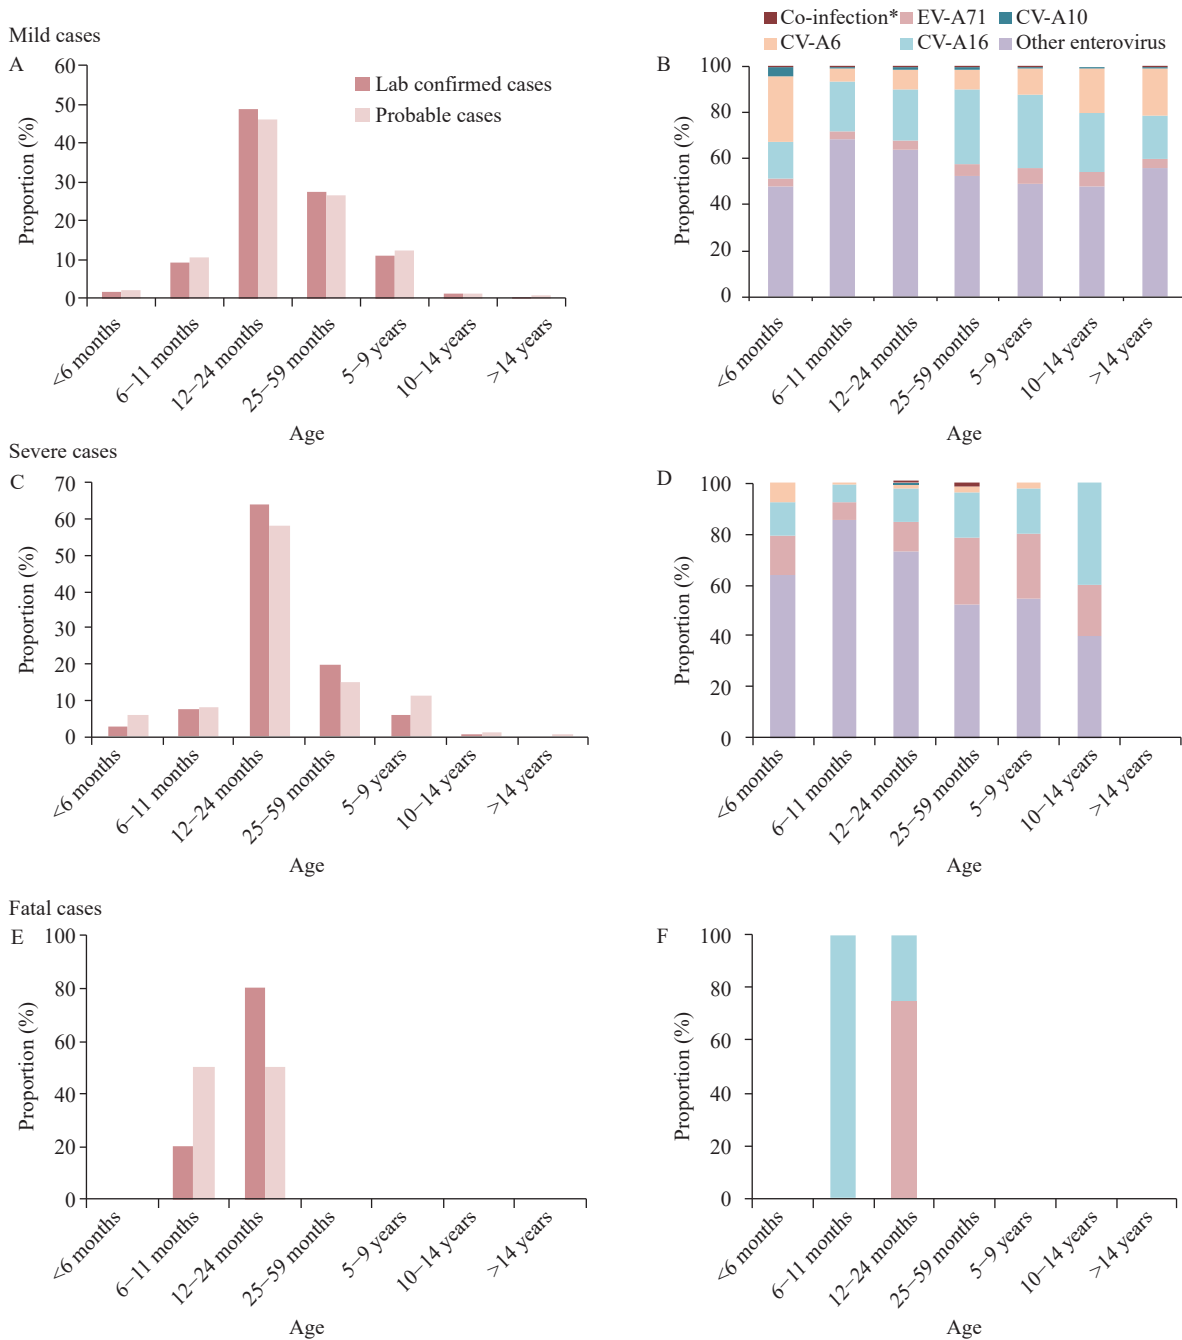 Mild cases
A
60
50
40
30
20
10
0
Proportion (%)
Lab confirmed cases
Probable cases
<6 months
6–11 months
12–24 months
25–59 months
5–9 years
10–14 years
>14 years
Age
Co-infection* EV-A71 CV-A10
CV-A6 CV-A16 Other enterovirus
B
100
80
60
40
20
0
Proportion (%)
<6 months
6–11 months
12–24 months
25–59 months
5–9 years
10–14 years
>14 years
Age
Severe cases
C
70
60
50
40
30
20
10
0
Proportion (%)
<6 months
6–11 months
12–24 months
25–59 months
5–9 years
10–14 years
>14 years
Age
D
100
80
60
40
20
0
Proportion (%)
<6 months
6–11 months
12–24 months
25–59 months
5–9 years
10–14 years
>14 years
Age
Fatal cases
E
100
80
60
40
20
0
Proportion (%)
<6 months
6–11 months
12–24 months
25–59 months
5–9 years
10–14 years
>14 years
Age
F
100
80
60
40
20
0
Proportion (%)
<6 months
6–11 months
12–24 months
25–59 months
5–9 years
10–14 years
>14 years
Age